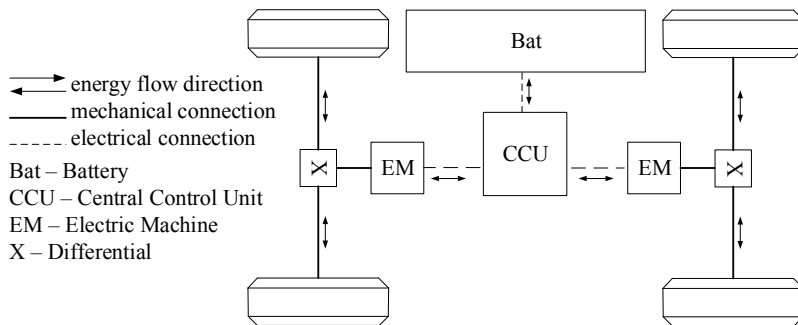 Bat
energy flow direction
mechanical connection
electrical connection
Bat – Battery
CCU – Central Control Unit
EM – Electric Machine
X – Differential
X
EM
CCU
EM
X